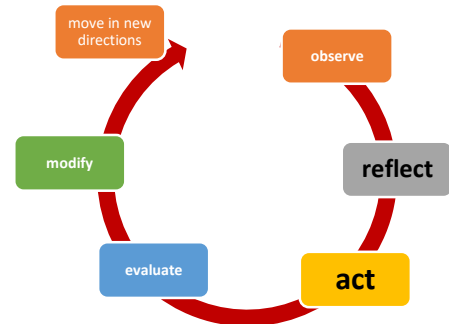 observe
reflect
act
evaluate
modify
move in new
directions